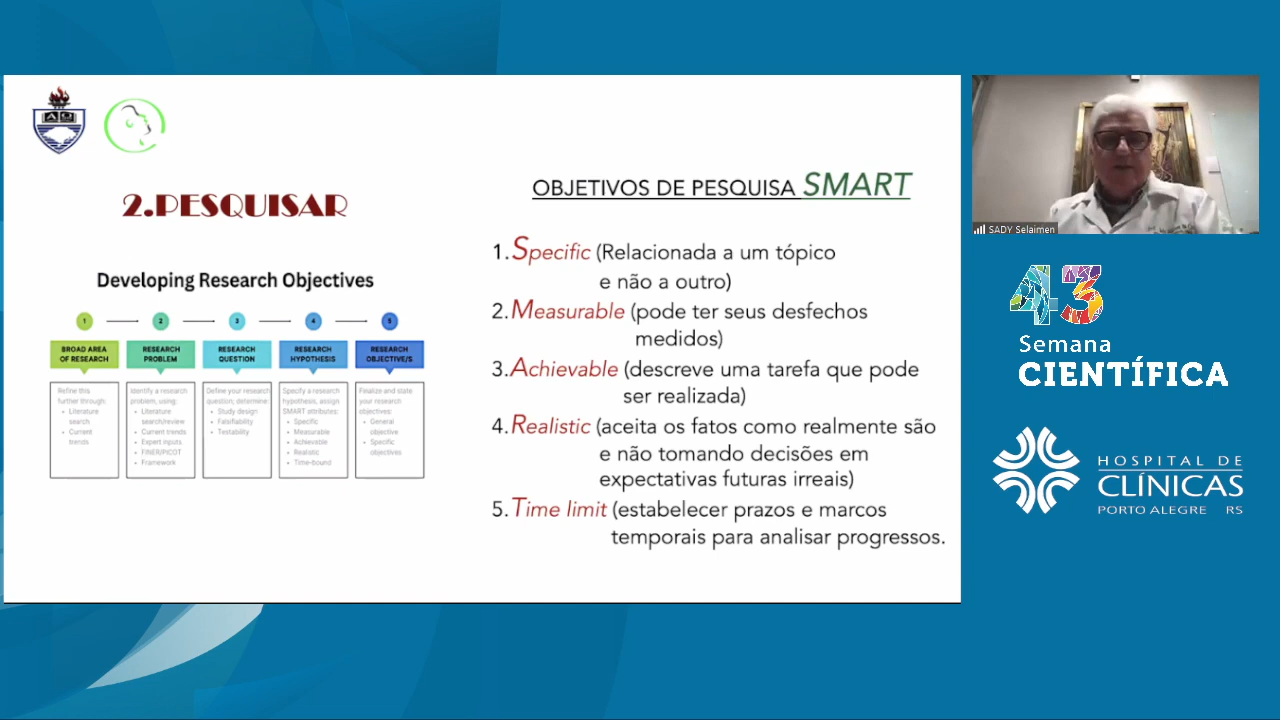 2.PESQUISAR
Developing Research Objectives
1
2
3
4
5
BROAD AREA
OF RESEARCH
RESEARCH
PROBLEM
RESEARCH
QUESTION
RESEARCH
HYPOTHESIS
RESEARCH
OBJECTIVE/S
Refine this
further through:
• Literature
search
• Current
trends
Identify a research
problem, using:
• Literature
search/review
• Current trends
• Expert inputs
• FINER/PICOT
• Framework
Define your research
question, determine:
• Study design
• Falsifiability
• Testability
Specify a research
hypothesis, assign
SMART attributes:
• Specific
• Measurable
• Achievable
• Realistic
• Time-bound
Finalize and state
your research
objectives:
• General
objective
• Specific
objectives
OBJETIVOS DE PESQUISA SMART
1.Specific (Relacionada a um tópico
e não a outro)
2.Measurable (pode ter seus desfechos
medidos)
3.Achievable (descreve uma tarefa que pode
ser realizada)
4.Realistic (aceita os fatos como realmente são
e não tomando decisões em
expectativas futuras irreais)
5.Time limit (estabelecer prazos e marcos
temporais para analisar progressos.
SADY Selaimen
43
Semana
CIENTÍFICA
HOSPITAL DE
CLÍNICAS
PORTO ALEGRE RS